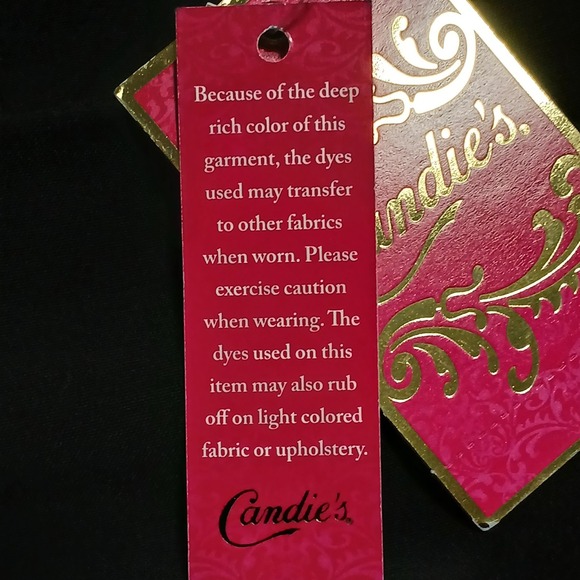 Because of the deep
rich color of this
garment, the dyes
used may transfer
to other fabrics
when worn. Please
exercise caution
when wearing. The
dyes used on this
item may also rub
off on light colored
fabric or upholstery.
Candie's®
andie's®